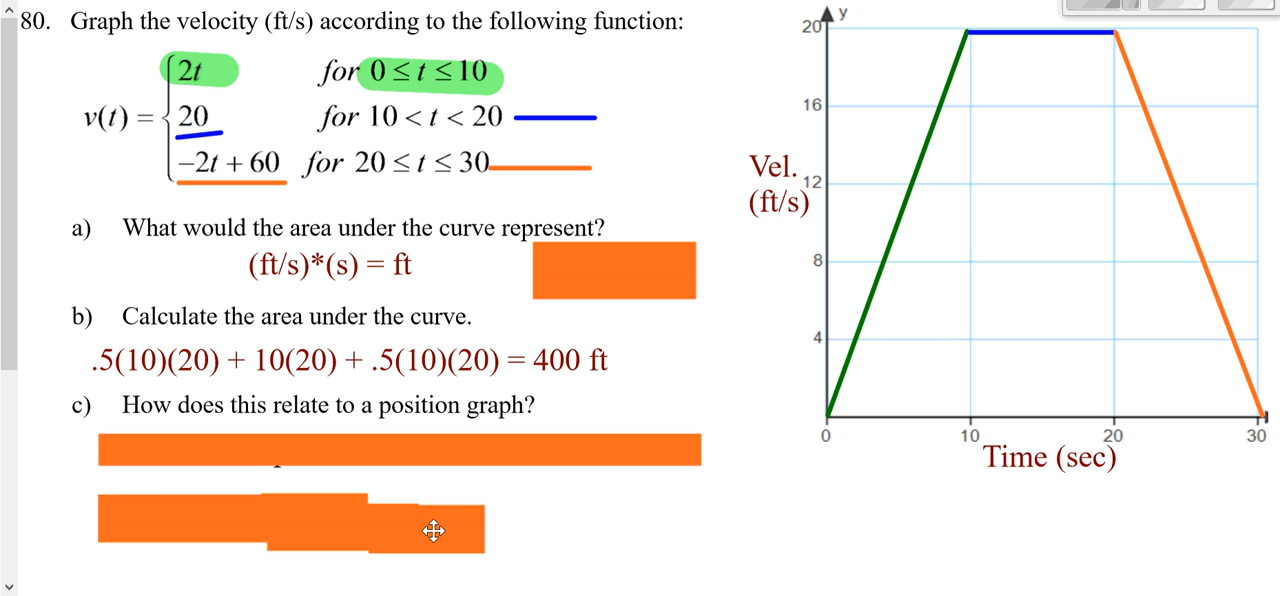 80. Graph the velocity (ft/s) according to the following function:
2t for 0 ≤ t ≤ 10
v(t) = { 20 for 10 < t < 20
−2t + 60 for 20 ≤ t ≤ 30
a) What would the area under the curve represent?
(ft/s)*(s) = ft
b) Calculate the area under the curve.
.5(10)(20) + 10(20) + .5(10)(20) = 400 ft
c) How does this relate to a position graph?
y
20
16
Vel.
12
(ft/s)
8
4
0 10 20 30
Time (sec)